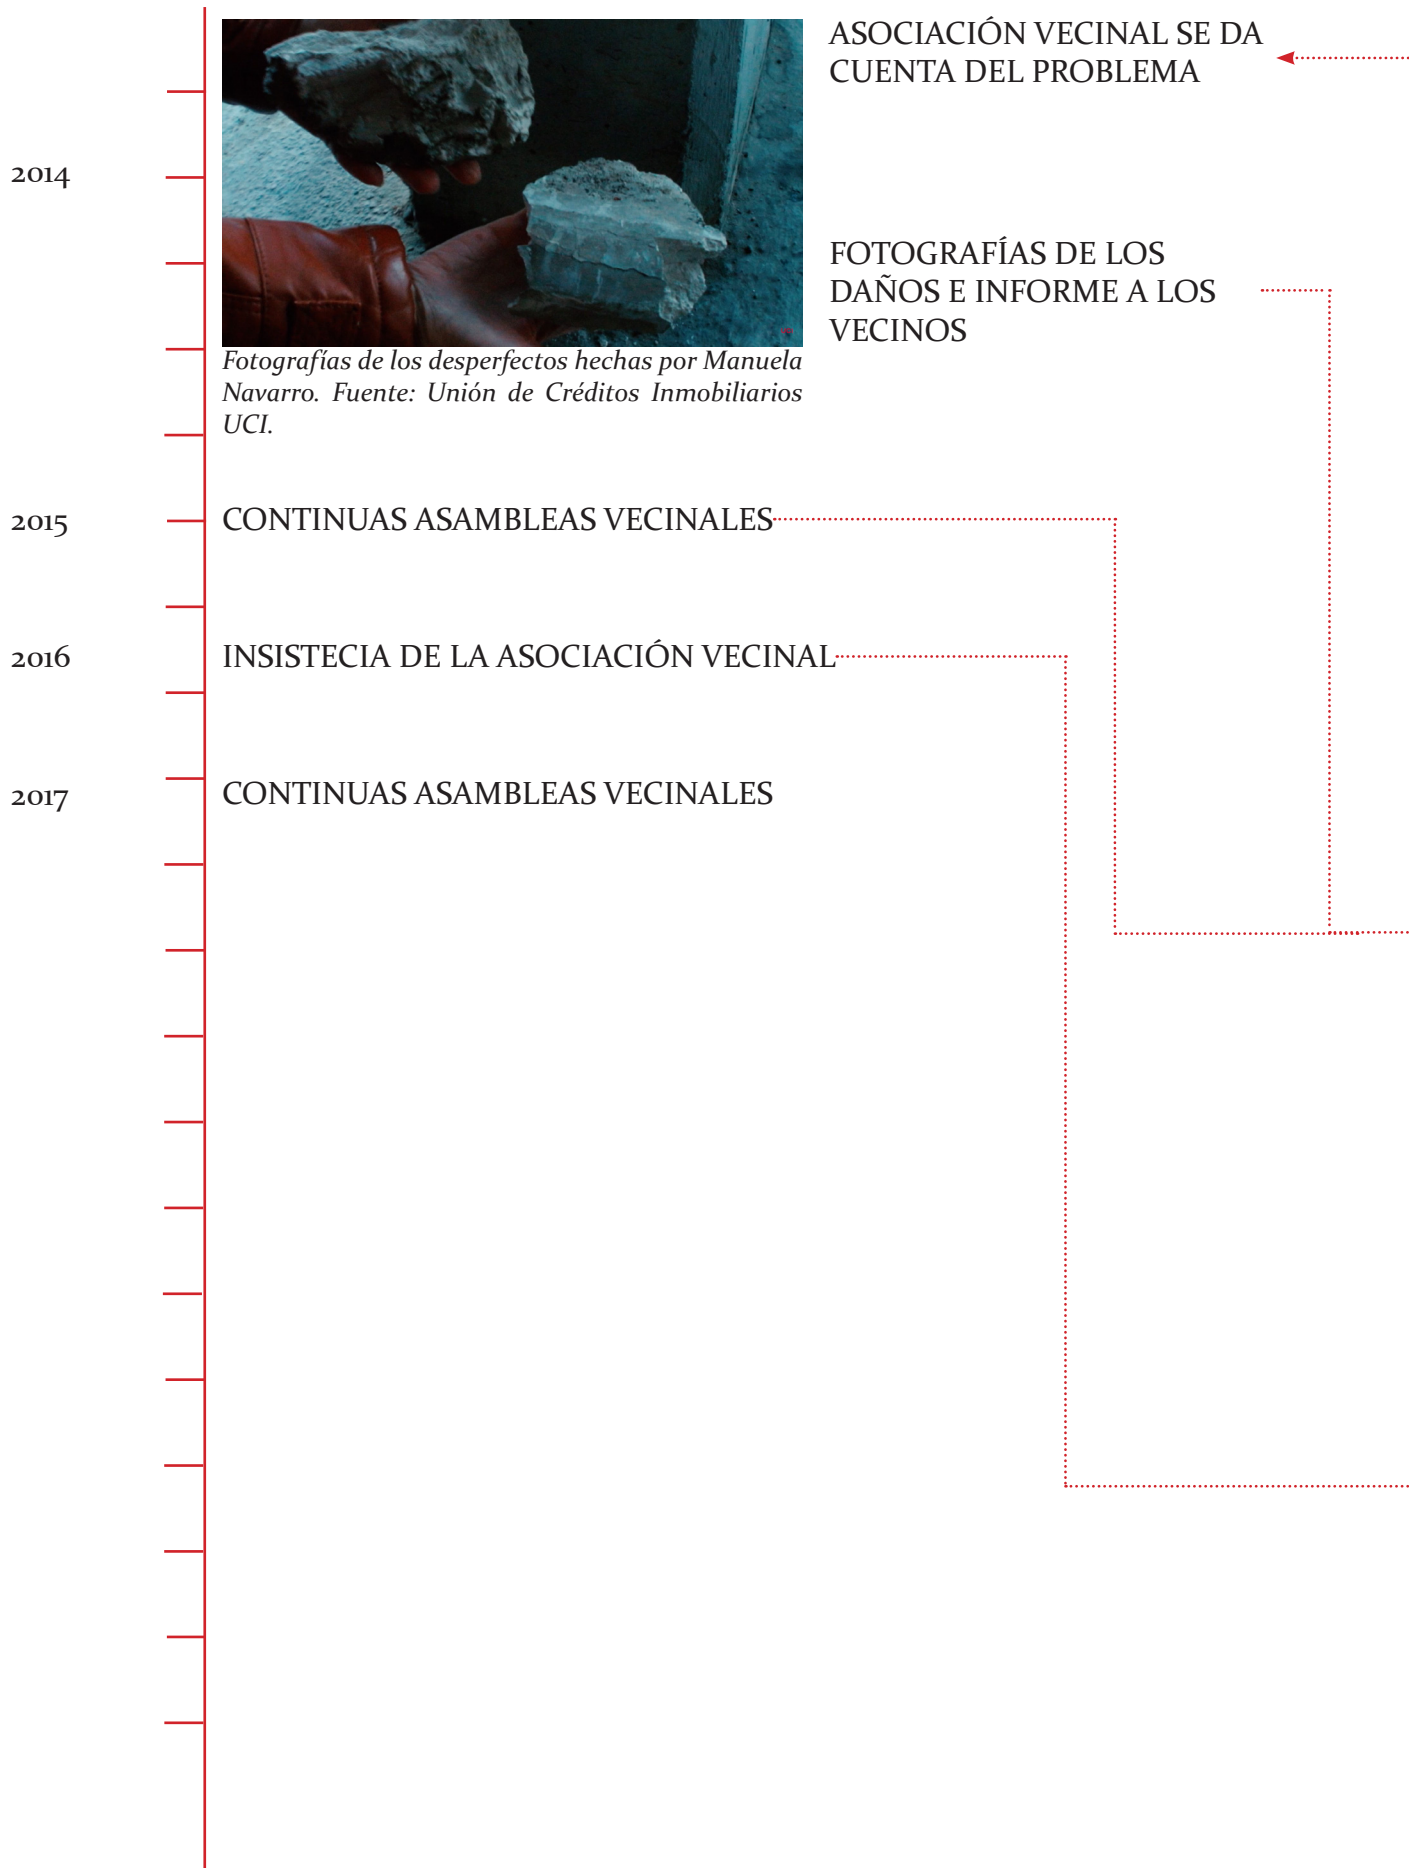 ASOCIACIÓN VECINAL SE DA
CUENTA DEL PROBLEMA
2014
FOTOGRAFÍAS DE LOS
DAÑOS E INFORME A LOS
VECINOS
Fotografías de los desperfectos hechas por Manuela
Navarro. Fuente: Unión de Créditos Inmobiliarios
UCI.
2015
CONTINUAS ASAMBLEAS VECINALES
2016
INSISTECIA DE LA ASOCIACIÓN VECINAL
2017
CONTINUAS ASAMBLEAS VECINALES